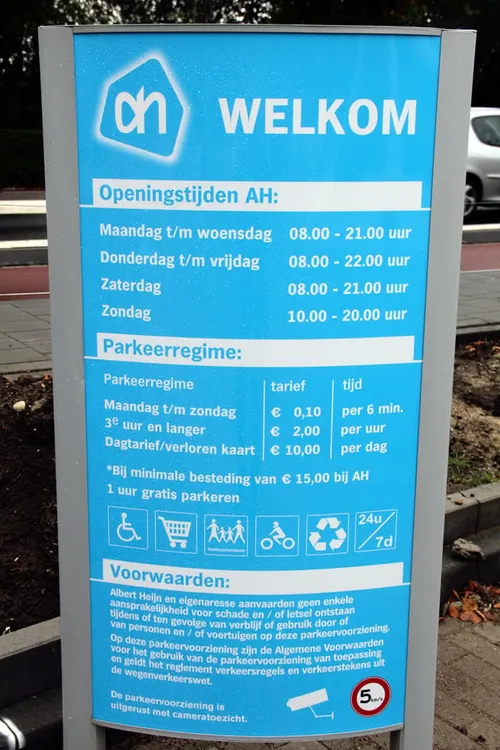 ah WELKOM
Openingstijden AH:
Maandag t/m woensdag 08.00 - 21.00 uur
Donderdag t/m vrijdag 08.00 - 22.00 uur
Zaterdag 08.00 - 21.00 uur
Zondag 10.00 - 20.00 uur
Parkeerregime:
Parkeerregime tarief tijd
Maandag t/m zondag € 0,10 per 6 min.
3e uur en langer € 2,00 per uur
Dagtarief/verloren kaart € 10,00 per dag
*Bij minimale besteding van € 15,00 bij AH
1 uur gratis parkeren
24u/7d
Voorwaarden:
Albert Heijn en eigenaresse aanvaarden geen enkele
aansprakelijkheid voor schade en / of letsel ontstaan
tijdens of ten gevolge van verblijf of gebruik door of
van personen en / of voertuigen op deze parkeervoorziening.
Op deze parkeervoorziening zijn de Algemene Voorwaarden
voor het gebruik van de parkeervoorziening van toepassing
en geldt het reglement verkeersregels en verkeerstekens uit
de wegenverkeerswet.
De parkeervoorziening is
uitgerust met cameratoezicht.
5
km/u